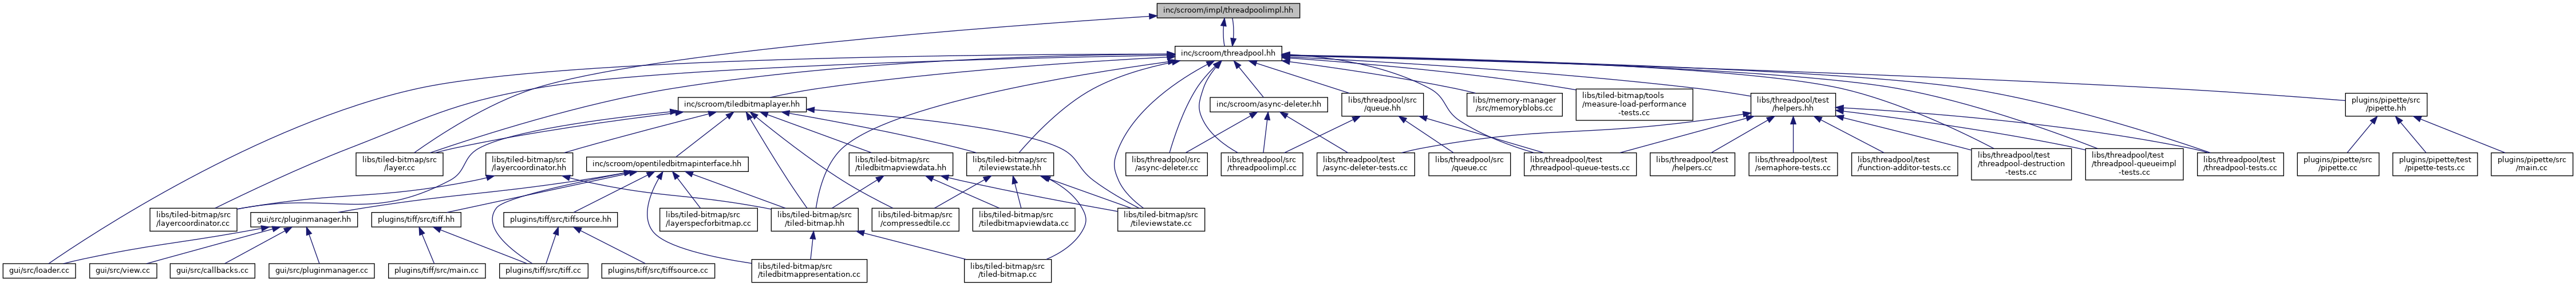 inc/scroom/impl/threadpoolimpl.hh
inc/scroom/threadpool.hh
inc/scroom/tiledbitmaplayer.hh
inc/scroom/async-deleter.hh
libs/threadpool/src
/queue.hh
libs/memory-manager
/src/memoryblobs.cc
libs/tiled-bitmap/tools
/measure-load-performance
-tests.cc
libs/threadpool/test
/helpers.hh
plugins/pipette/src
/pipette.hh
libs/tiled-bitmap/src
/layer.cc
libs/tiled-bitmap/src
/layercoordinator.hh
inc/scroom/opentiledbitmapinterface.hh
libs/tiled-bitmap/src
/tiledbitmapviewdata.hh
libs/tiled-bitmap/src
/tileviewstate.hh
libs/threadpool/src
/async-deleter.cc
libs/threadpool/src
/threadpoolimpl.cc
libs/threadpool/test
/async-deleter-tests.cc
libs/threadpool/src
/queue.cc
libs/threadpool/test
/threadpool-queue-tests.cc
libs/threadpool/test
/helpers.cc
libs/threadpool/test
/semaphore-tests.cc
libs/threadpool/test
/function-additor-tests.cc
libs/threadpool/test
/threadpool-destruction
-tests.cc
libs/threadpool/test
/threadpool-queueimpl
-tests.cc
libs/threadpool/test
/threadpool-tests.cc
plugins/pipette/src
/pipette.cc
plugins/pipette/test
/pipette-tests.cc
plugins/pipette/src
/main.cc
libs/tiled-bitmap/src
/layercoordinator.cc
gui/src/pluginmanager.hh
plugins/tiff/src/tiff.hh
plugins/tiff/src/tiffsource.hh
libs/tiled-bitmap/src
/layerspecforbitmap.cc
libs/tiled-bitmap/src
/tiled-bitmap.hh
libs/tiled-bitmap/src
/compressedtile.cc
libs/tiled-bitmap/src
/tiledbitmapviewdata.cc
libs/tiled-bitmap/src
/tileviewstate.cc
gui/src/loader.cc
gui/src/view.cc
gui/src/callbacks.cc
gui/src/pluginmanager.cc
plugins/tiff/src/main.cc
plugins/tiff/src/tiff.cc
plugins/tiff/src/tiffsource.cc
libs/tiled-bitmap/src
/tiledbitmappresentation.cc
libs/tiled-bitmap/src
/tiled-bitmap.cc